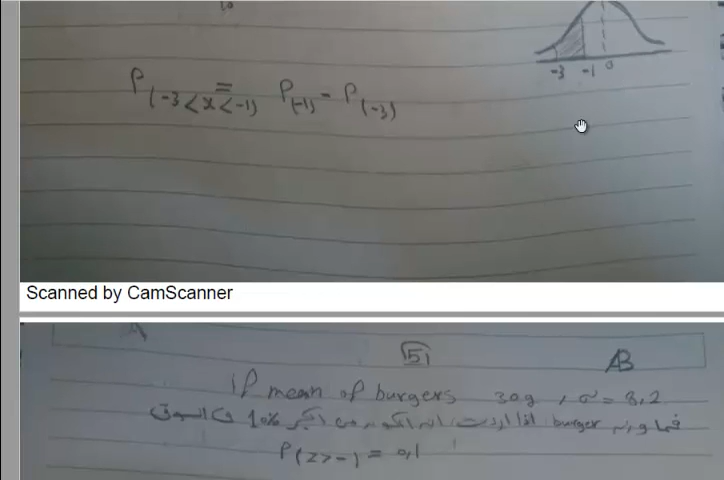 -3 -1 0
P(-3<x<-1) = P(-1) - P(-3)
Scanned by CamScanner
5
AB
if mean of burgers 30g , σ = 3,2
فما وزن burger اذا اردت ان اكون من اكبر 10% في السوق
P(z>-) = 0,1